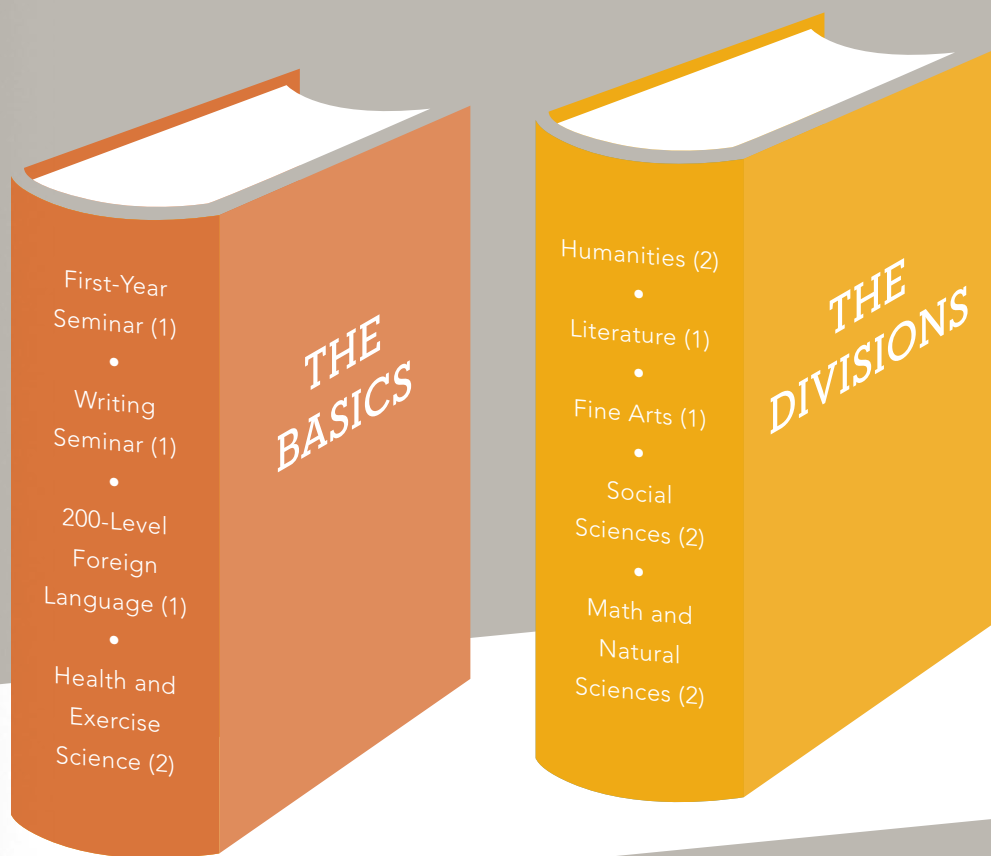 First-Year
Seminar (1)
•
Writing
Seminar (1)
•
200-Level
Foreign
Language (1)
•
Health and
Exercise
Science (2)
THE
BASICS
Humanities (2)
•
Literature (1)
•
Fine Arts (1)
•
Social
Sciences (2)
•
Math and
Natural
Sciences (2)
THE
DIVISIONS